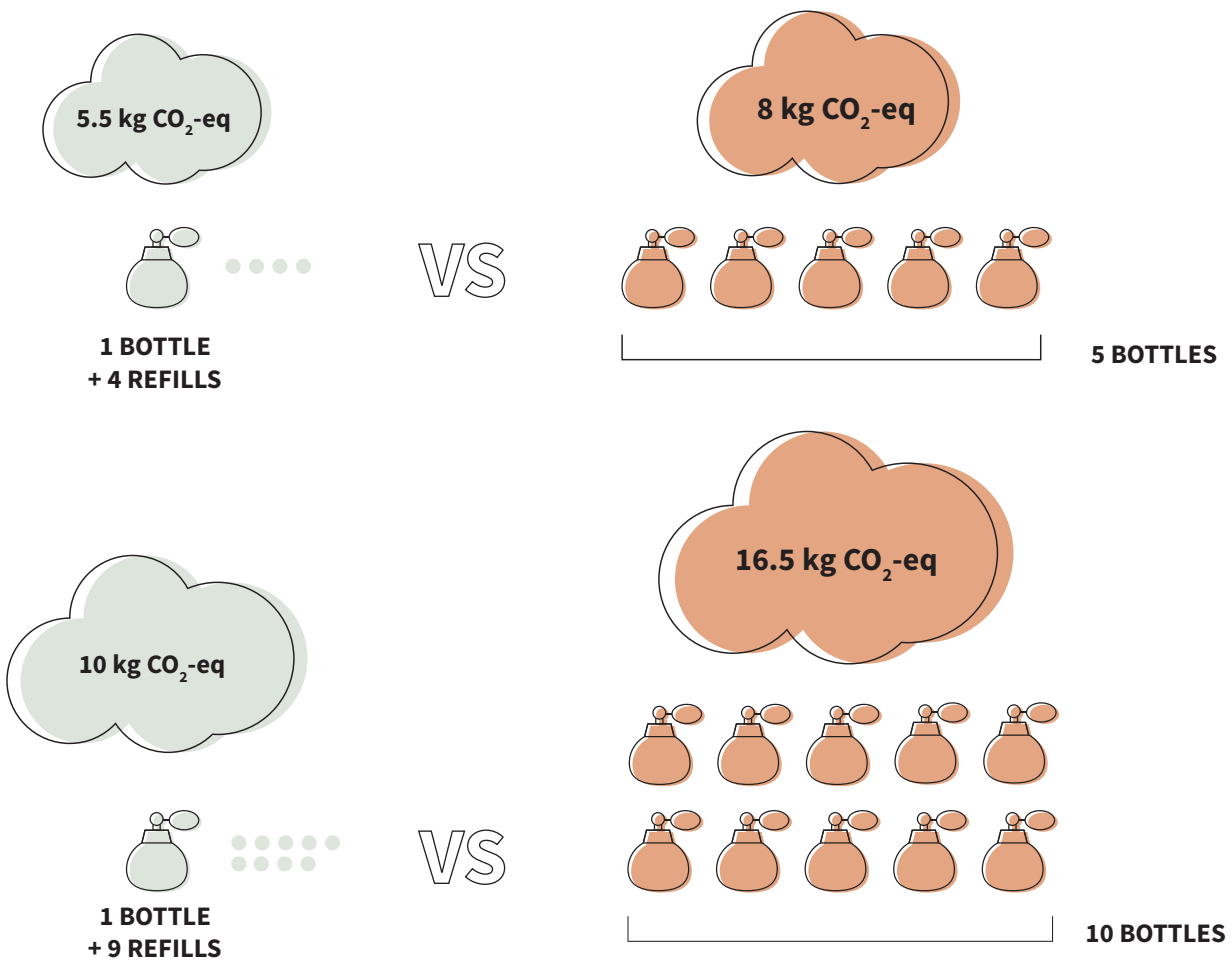 5.5 kg CO₂-eq
8 kg CO₂-eq
VS
1 BOTTLE
+ 4 REFILLS
5 BOTTLES
16.5 kg CO₂-eq
10 kg CO₂-eq
VS
1 BOTTLE
+ 9 REFILLS
10 BOTTLES